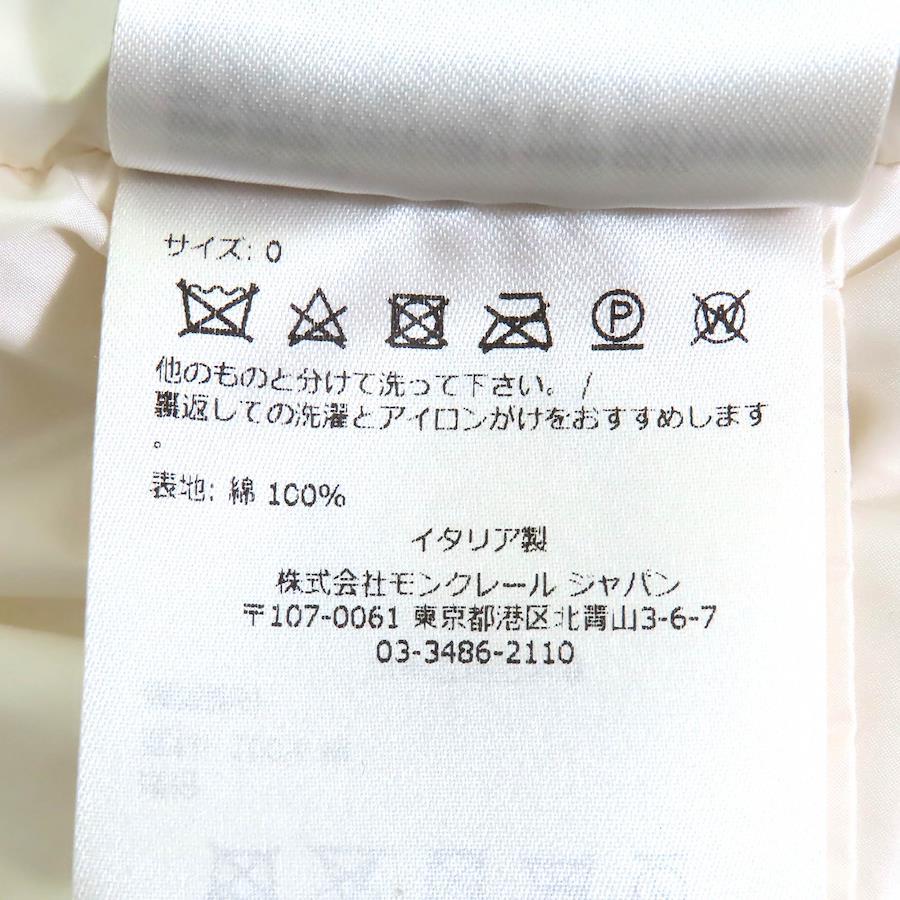 サイズ: 0
P
W
他のものと分けて洗って下さい。 /
裏返しての洗濯とアイロンがけをおすすめします
。
表地: 綿 100%
イタリア製
株式会社モンクレール ジャパン
〒107-0061 東京都港区北青山3-6-7
03-3486-2110